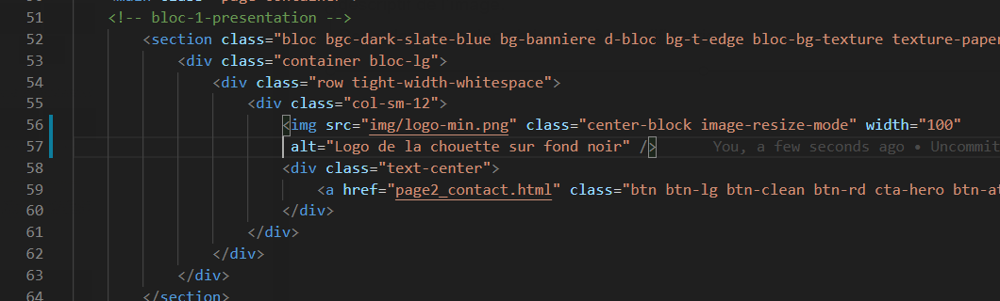 51 <!-- bloc-1-presentation -->
52 <section class="bloc bgc-dark-slate-blue bg-banniere d-bloc bg-t-edge bloc-bg-texture texture-paper
53 <div class="container bloc-lg">
54 <div class="row tight-width-whitespace">
55 <div class="col-sm-12">
56 <img src="img/logo-min.png" class="center-block image-resize-mode" width="100"
57 alt="Logo de la chouette sur fond noir" /> You, a few seconds ago • Uncommit
58 <div class="text-center">
59 <a href="page2_contact.html" class="btn btn-lg btn-clean btn-rd cta-hero btn-at
60 </div>
61 </div>
62 </div>
63 </div>
64 </section>